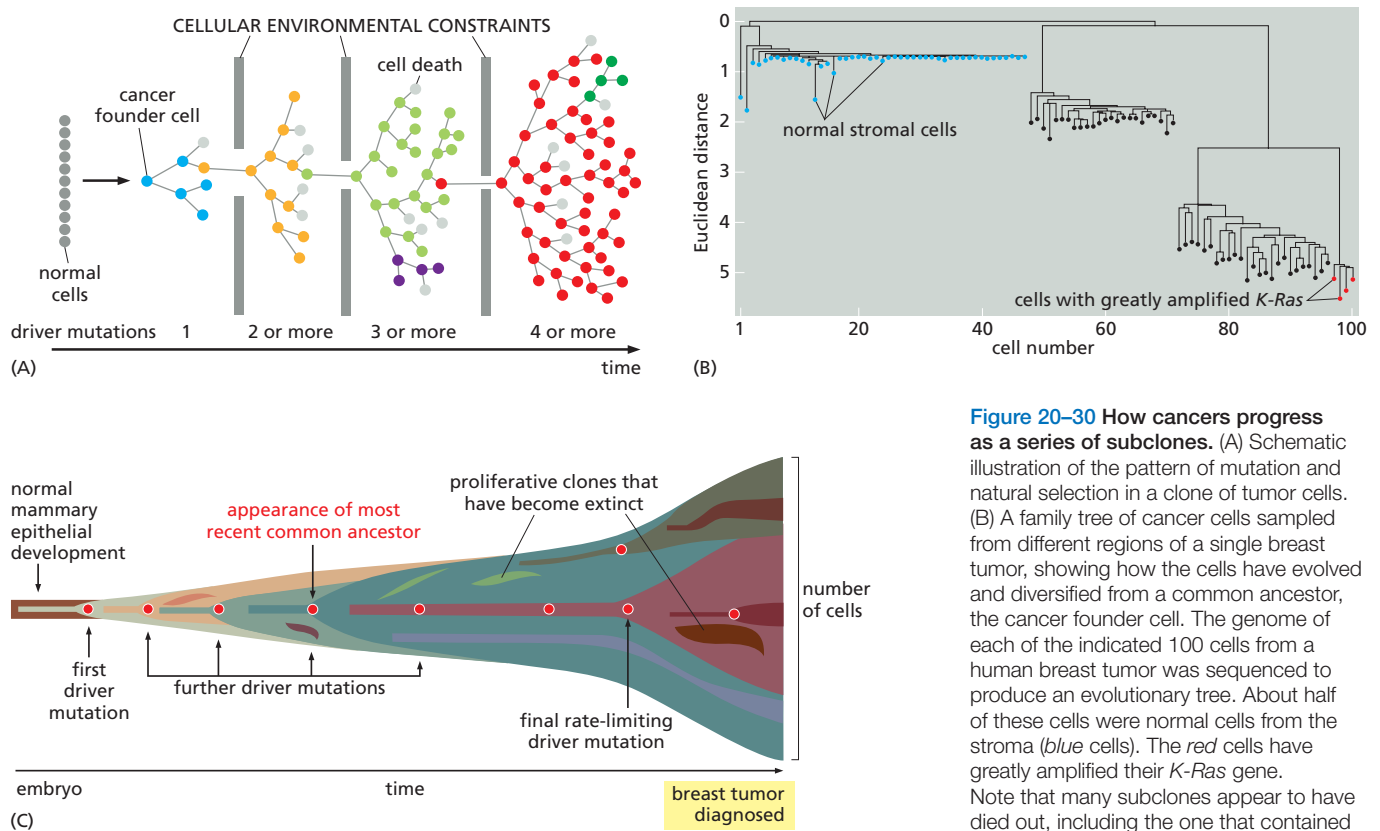 CELLULAR ENVIRONMENTAL CONSTRAINTS
cell death
cancer
founder cell
normal
cells
driver mutations 1 2 or more 3 or more 4 or more
time
(A)
0
1
2
3
4
5
Euclidean distance
normal stromal cells
cells with greatly amplified K-Ras
1 20 40 60 80 100
cell number
(B)
normal
mammary
epithelial
development
appearance of most
recent common ancestor
proliferative clones that
have become extinct
number
of cells
first
driver
mutation
further driver mutations
final rate-limiting
driver mutation
embryo time
breast tumor
diagnosed
(C)
Figure 20–30 How cancers progress
as a series of subclones. (A) Schematic
illustration of the pattern of mutation and
natural selection in a clone of tumor cells.
(B) A family tree of cancer cells sampled
from different regions of a single breast
tumor, showing how the cells have evolved
and diversified from a common ancestor,
the cancer founder cell. The genome of
each of the indicated 100 cells from a
human breast tumor was sequenced to
produce an evolutionary tree. About half
of these cells were normal cells from the
stroma (blue cells). The red cells have
greatly amplified their K-Ras gene.
Note that many subclones appear to have
died out, including the one that contained